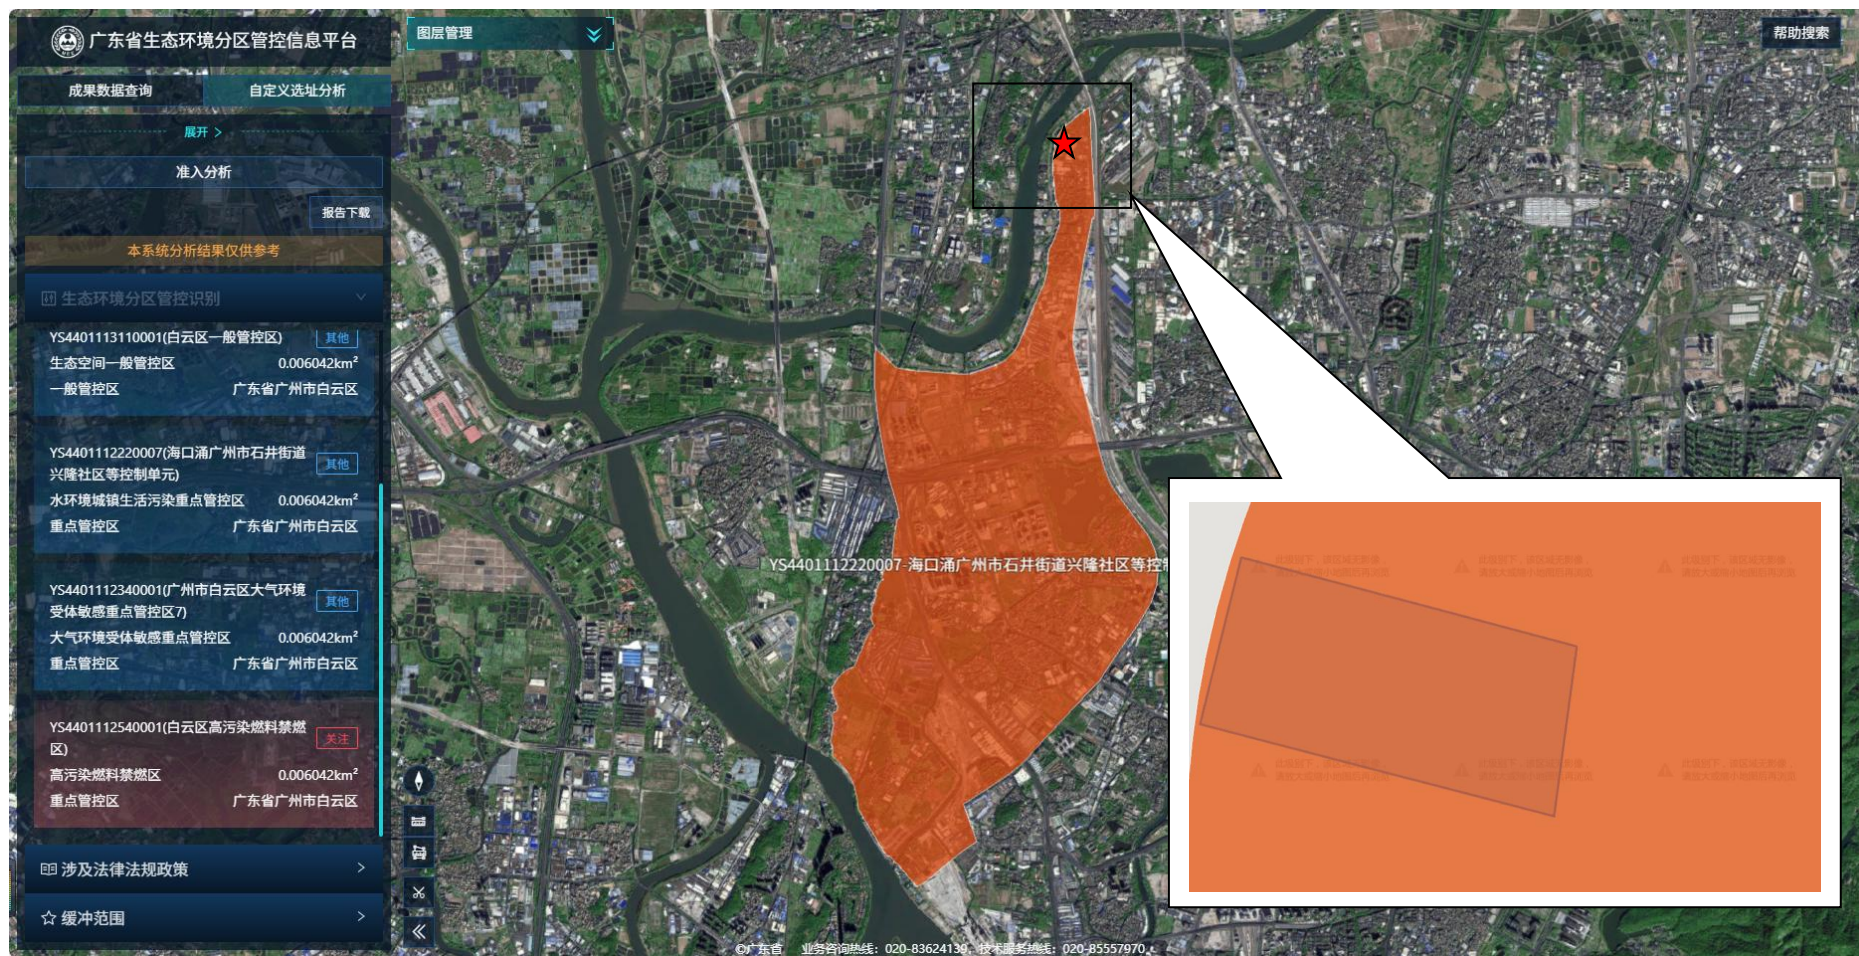 广东省生态环境分区管控信息平台
成果数据查询
自定义选址分析
展开 >
准入分析
报告下载
本系统分析结果仅供参考
生态环境分区管控识别
YS4401113110001(白云区一般管控区)
其他
生态空间一般管控区 0.006042km²
一般管控区 广东省广州市白云区
YS4401112220007(海口涌广州市石井街道
兴隆社区等控制单元)
其他
水环境城镇生活污染重点管控区 0.006042km²
重点管控区 广东省广州市白云区
YS4401112340001(广州市白云区大气环境
受体敏感重点管控区7)
其他
大气环境受体敏感重点管控区 0.006042km²
重点管控区 广东省广州市白云区
YS4401112540001(白云区高污染燃料禁燃
区)
关注
高污染燃料禁燃区 0.006042km²
重点管控区 广东省广州市白云区
涉及法律法规政策
缓冲范围
图层管理
帮助搜索
YS4401112220007-海口涌广州市石井街道兴隆社区等控
©广东省 业务咨询热线：020-83624139，技术服务热线：020-85557970